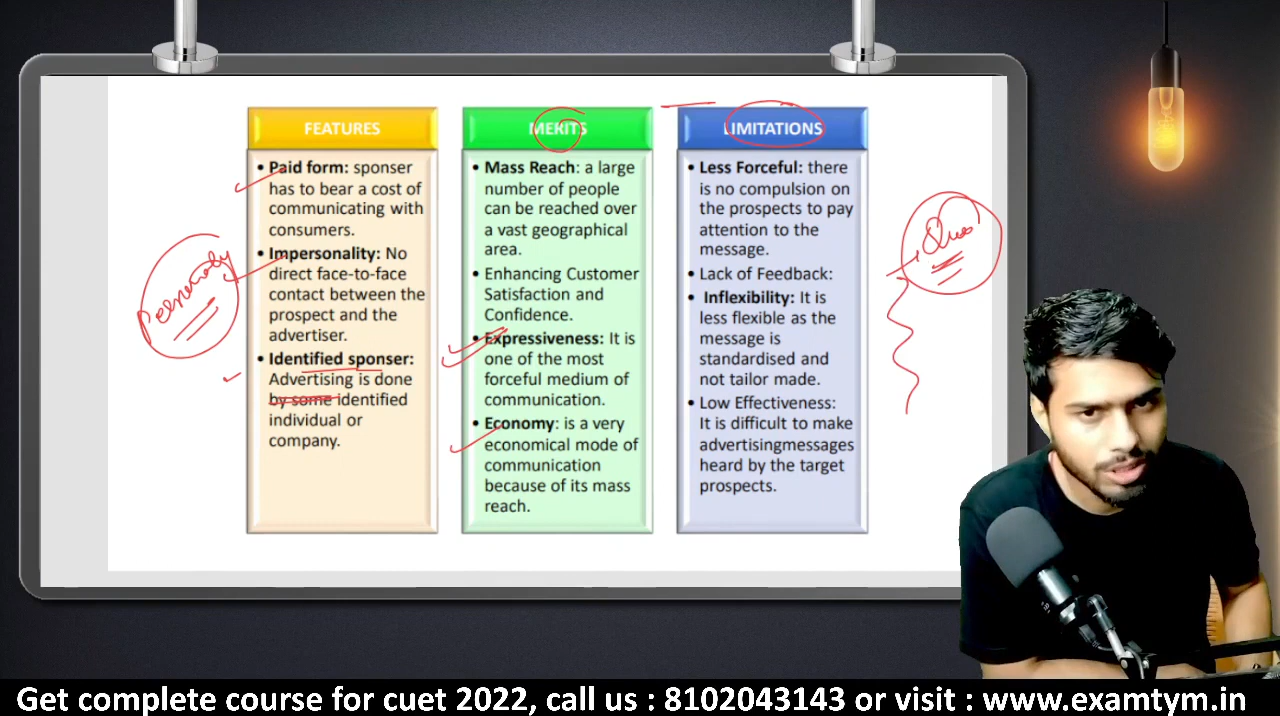 FEATURES
• Paid form: sponser
has to bear a cost of
communicating with
consumers.
• Impersonality: No
direct face-to-face
contact between the
prospect and the
advertiser.
• Identified sponser:
Advertising is done
by some identified
individual or
company.
MERITS
• Mass Reach: a large
number of people
can be reached over
a vast geographical
area.
• Enhancing Customer
Satisfaction and
Confidence.
• Expressiveness: It is
one of the most
forceful medium of
communication.
• Economy: is a very
economical mode of
communication
because of its mass
reach.
LIMITATIONS
• Less Forceful: there
is no compulsion on
the prospects to pay
attention to the
message.
• Lack of Feedback:
• Inflexibility: It is
less flexible as the
message is
standardised and
not tailor made.
• Low Effectiveness:
It is difficult to make
advertisingmessages
heard by the target
prospects.
Get complete course for cuet 2022, call us : 8102043143 or visit : www.examtym.in